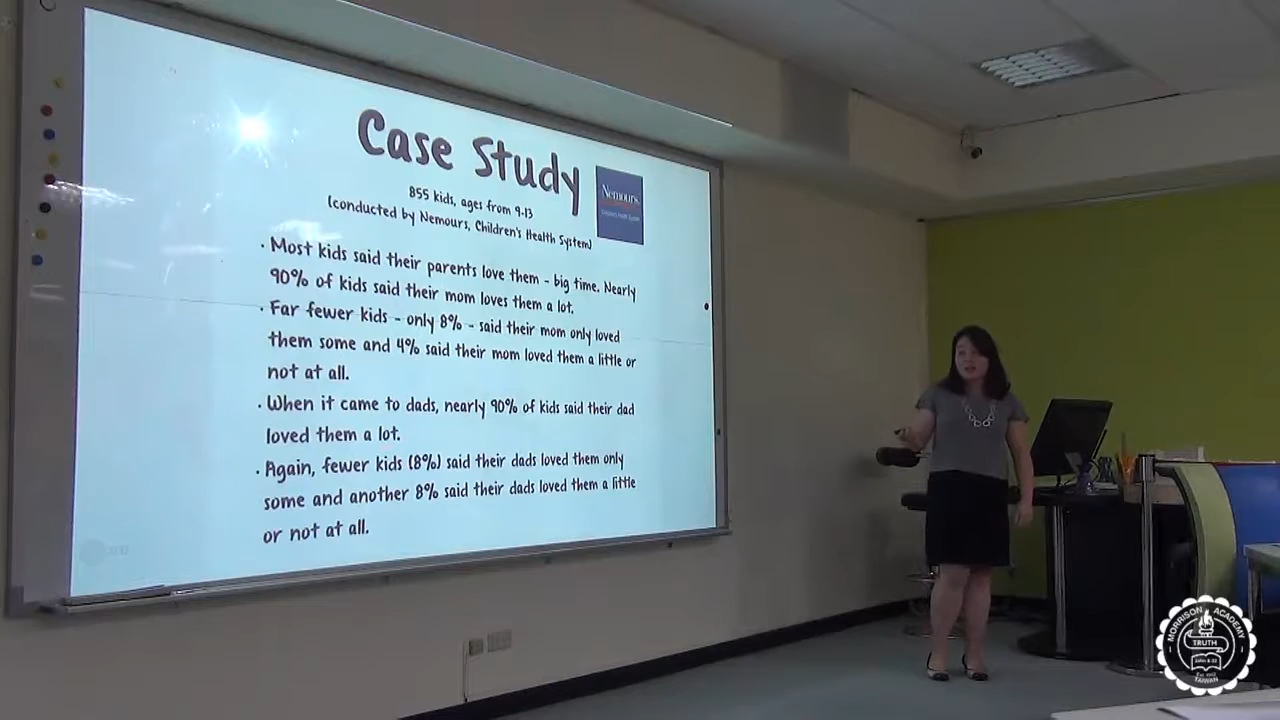 Case Study
855 kids, ages from 9-13
(conducted by Nemours, Children's Health System)
Nemours
· Most kids said their parents love them - big time. Nearly
90% of kids said their mom loves them a lot.
· Far fewer kids - only 8% - said their mom only loved
them some and 4% said their mom loved them a little or
not at all.
· When it came to dads, nearly 90% of kids said their dad
loved them a lot.
· Again, fewer kids (8%) said their dads loved them only
some and another 8% said their dads loved them a little
or not at all.
MORRISON ACADEMY
TRUTH
John 8:32
Est. 1952
TAIWAN